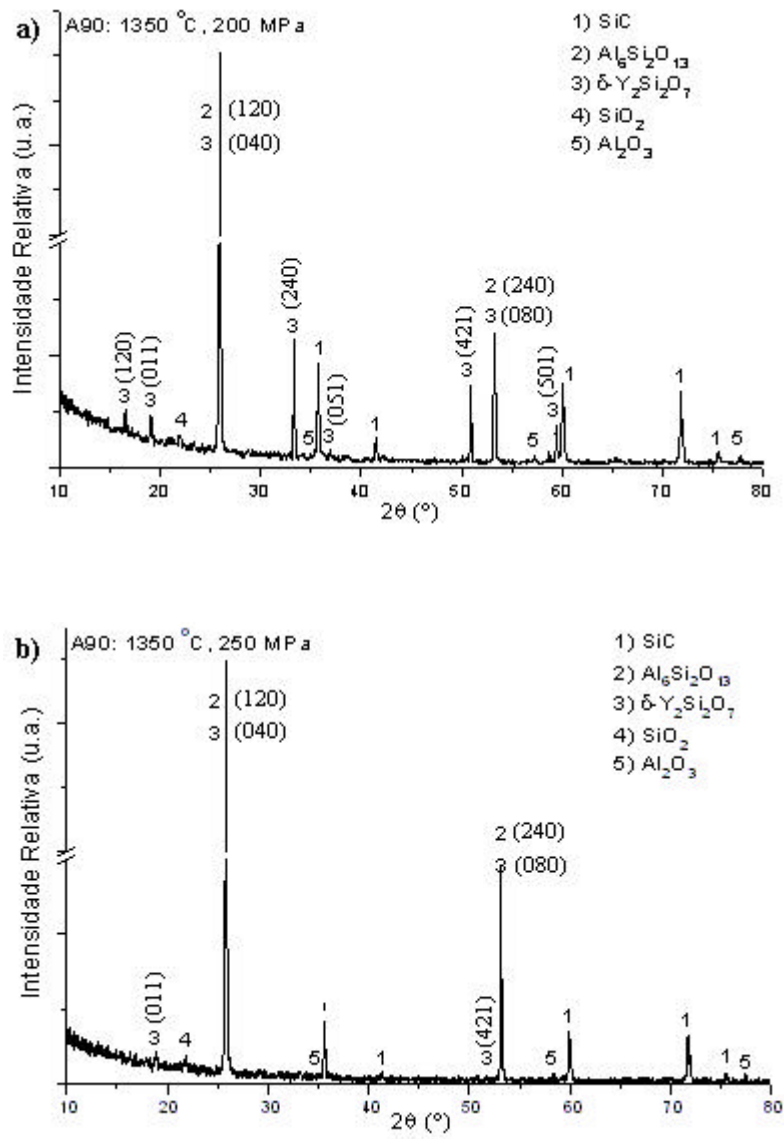 a) A90: 1350 °C, 200 MPa
1) SiC
2) Al₆Si₂O₁₃
3) δ-Y₂Si₂O₇
4) SiO₂
5) Al₂O₃
Intensidade Relativa (u.a.)
2 (120)
3 (040)
3 (120)
3 (011)
4
3 (240)
5
1
3 (051)
1
3 (421)
2 (240)
3 (080)
5
3 (501)
1
1
1
5
10 20 30 40 50 60 70 80
2θ (°)
b) A90: 1350 °C, 250 MPa
1) SiC
2) Al₆Si₂O₁₃
3) δ-Y₂Si₂O₇
4) SiO₂
5) Al₂O₃
Intensidade Relativa (u.a.)
2 (120)
3 (040)
3 (011)
4
5
1
1
3 (421)
2 (240)
3 (080)
5
1
1
1
5
10 20 30 40 50 60 70 80
2θ (°)